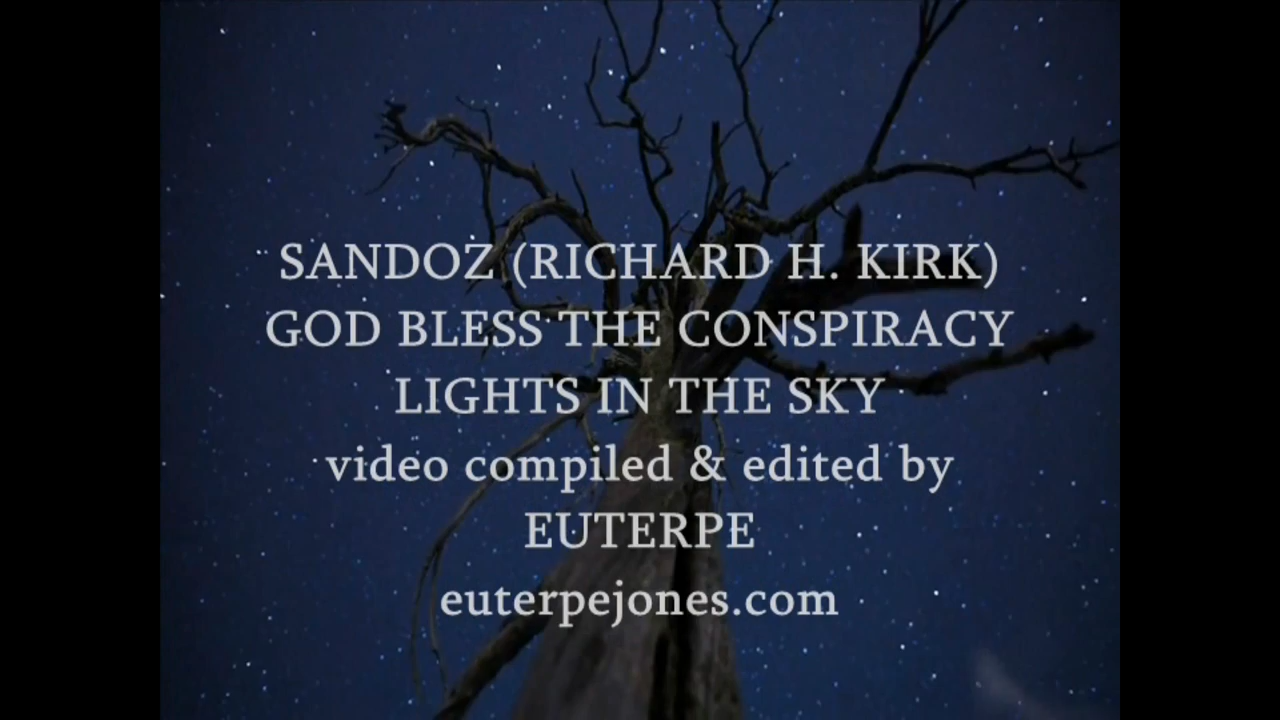 SANDOZ (RICHARD H. KIRK)
GOD BLESS THE CONSPIRACY
LIGHTS IN THE SKY
video compiled & edited by
EUTERPE
euterpejones.com